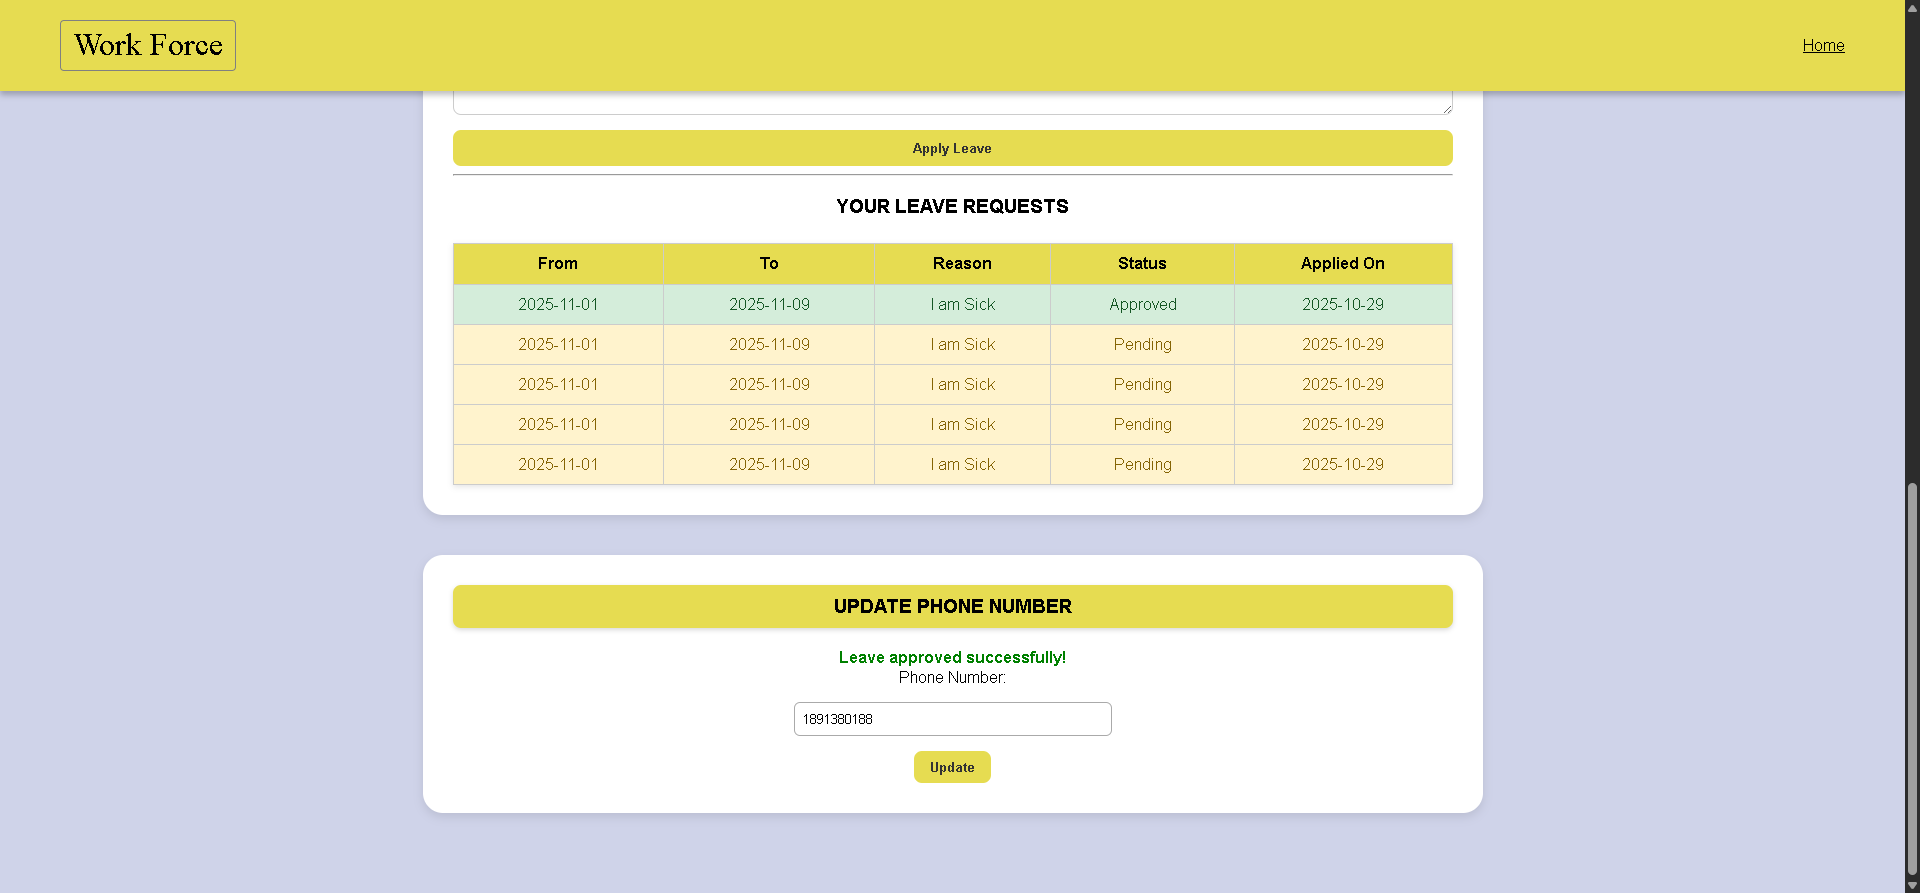 Work Force
Home
Apply Leave
YOUR LEAVE REQUESTS
From To Reason Status Applied On
2025-11-01 2025-11-09 I am Sick Approved 2025-10-29
2025-11-01 2025-11-09 I am Sick Pending 2025-10-29
2025-11-01 2025-11-09 I am Sick Pending 2025-10-29
2025-11-01 2025-11-09 I am Sick Pending 2025-10-29
2025-11-01 2025-11-09 I am Sick Pending 2025-10-29
UPDATE PHONE NUMBER
Leave approved successfully!
Phone Number:
1891380188
Update